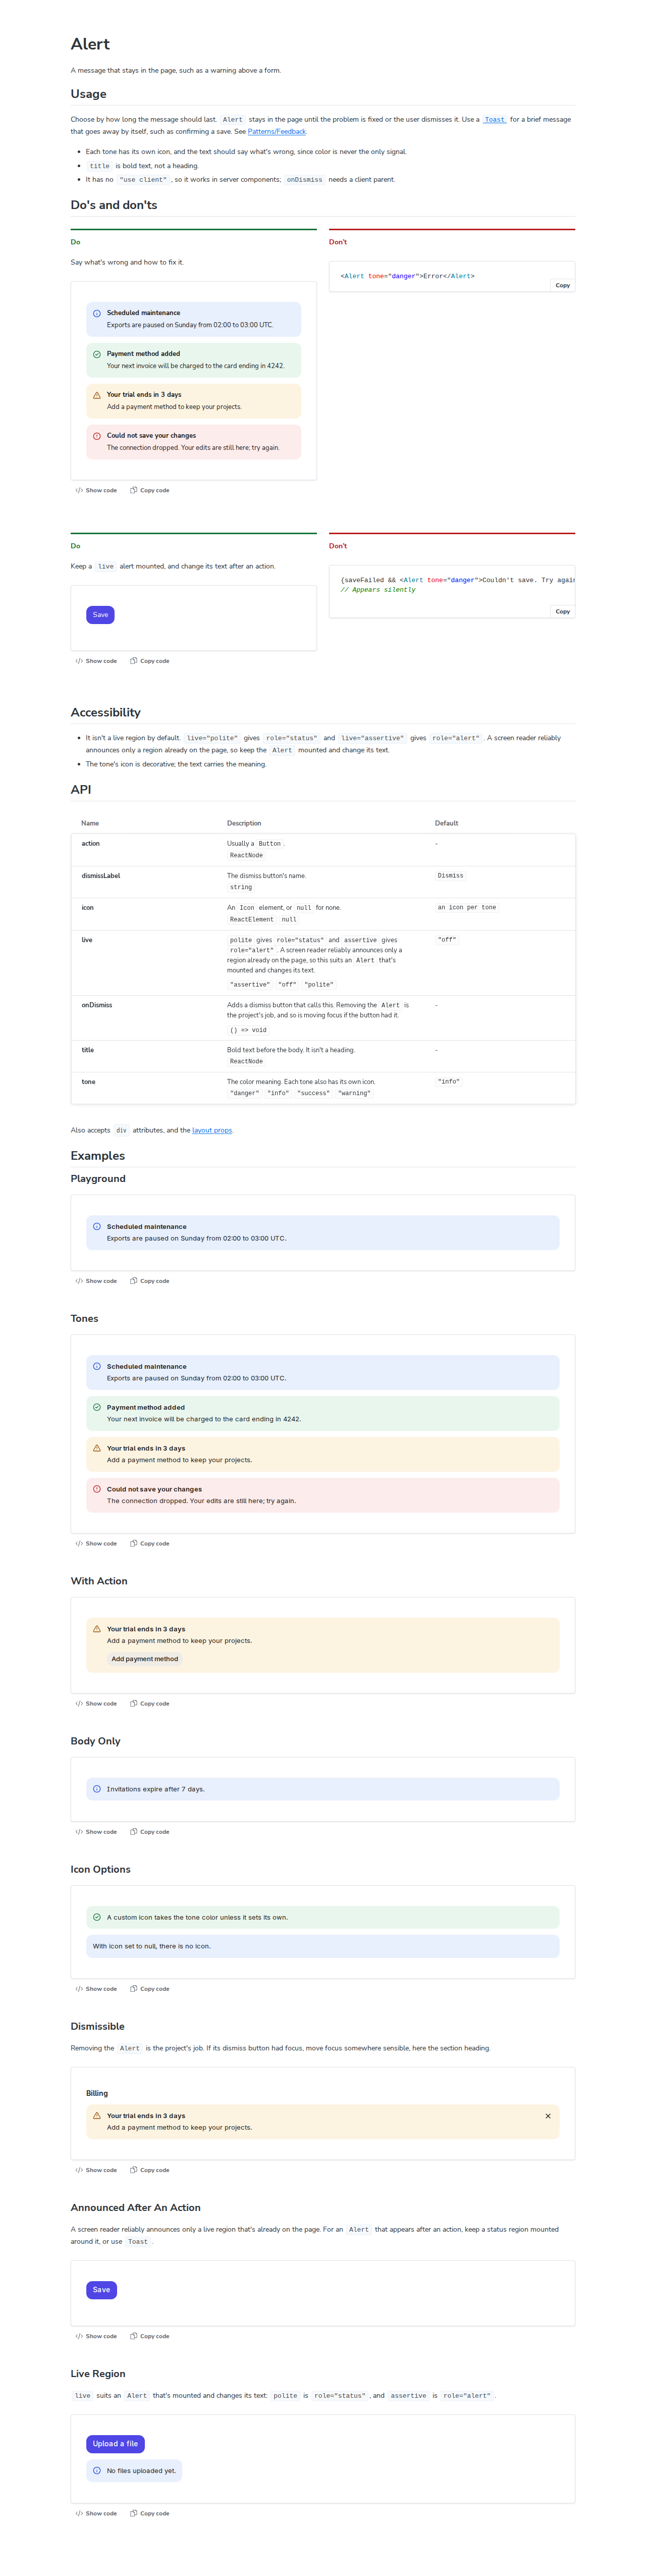 Alert
A message that stays in the page, such as a warning above a form.
Usage
Choose by how long the message should last. Alert stays in the page until the problem is fixed or the user dismisses it. Use a Toast for a brief message
that goes away by itself, such as confirming a save. See Patterns/Feedback.
Each tone has its own icon, and the text should say what's wrong, since color is never the only signal.
title is bold text, not a heading.
It has no "use client", so it works in server components; onDismiss needs a client parent.
Do's and don'ts
Do
Say what's wrong and how to fix it.
Scheduled maintenance
Exports are paused on Sunday from 02:00 to 03:00 UTC.
Payment method added
Your next invoice will be charged to the card ending in 4242.
Your trial ends in 3 days
Add a payment method to keep your projects.
Could not save your changes
The connection dropped. Your edits are still here; try again.
Show code Copy code
Don't
<Alert tone="danger">Error</Alert>
Copy
Do
Keep a live alert mounted, and change its text after an action.
Save
Show code Copy code
Don't
{saveFailed && <Alert tone="danger">Couldn't save. Try again
// Appears silently
Copy
Accessibility
It isn't a live region by default. live="polite" gives role="status" and live="assertive" gives role="alert". A screen reader reliably
announces only a region already on the page, so keep the Alert mounted and change its text.
The tone's icon is decorative; the text carries the meaning.
API
Name Description Default
action Usually a Button. -
ReactNode
dismissLabel The dismiss button's name. Dismiss
string
icon An Icon element, or null for none. an icon per tone
ReactElement null
live polite gives role="status" and assertive gives "off"
role="alert". A screen reader reliably announces only a
region already on the page, so this suits an Alert that's
mounted and changes its text.
"assertive" "off" "polite"
onDismiss Adds a dismiss button that calls this. Removing the Alert is -
the project's job, and so is moving focus if the button had it.
() => void
title Bold text before the body. It isn't a heading. -
ReactNode
tone The color meaning. Each tone also has its own icon. "info"
"danger" "info" "success" "warning"
Also accepts div attributes, and the layout props.
Examples
Playground
Scheduled maintenance
Exports are paused on Sunday from 02:00 to 03:00 UTC.
Show code Copy code
Tones
Scheduled maintenance
Exports are paused on Sunday from 02:00 to 03:00 UTC.
Payment method added
Your next invoice will be charged to the card ending in 4242.
Your trial ends in 3 days
Add a payment method to keep your projects.
Could not save your changes
The connection dropped. Your edits are still here; try again.
Show code Copy code
With Action
Your trial ends in 3 days
Add a payment method to keep your projects.
Add payment method
Show code Copy code
Body Only
Invitations expire after 7 days.
Show code Copy code
Icon Options
A custom icon takes the tone color unless it sets its own.
With icon set to null, there is no icon.
Show code Copy code
Dismissible
Removing the Alert is the project's job. If its dismiss button had focus, move focus somewhere sensible, here the section heading.
Billing
Your trial ends in 3 days
Add a payment method to keep your projects.
Show code Copy code
Announced After An Action
A screen reader reliably announces only a live region that's already on the page. For an Alert that appears after an action, keep a status region mounted
around it, or use Toast.
Save
Show code Copy code
Live Region
live suits an Alert that's mounted and changes its text: polite is role="status", and assertive is role="alert".
Upload a file
No files uploaded yet.
Show code Copy code